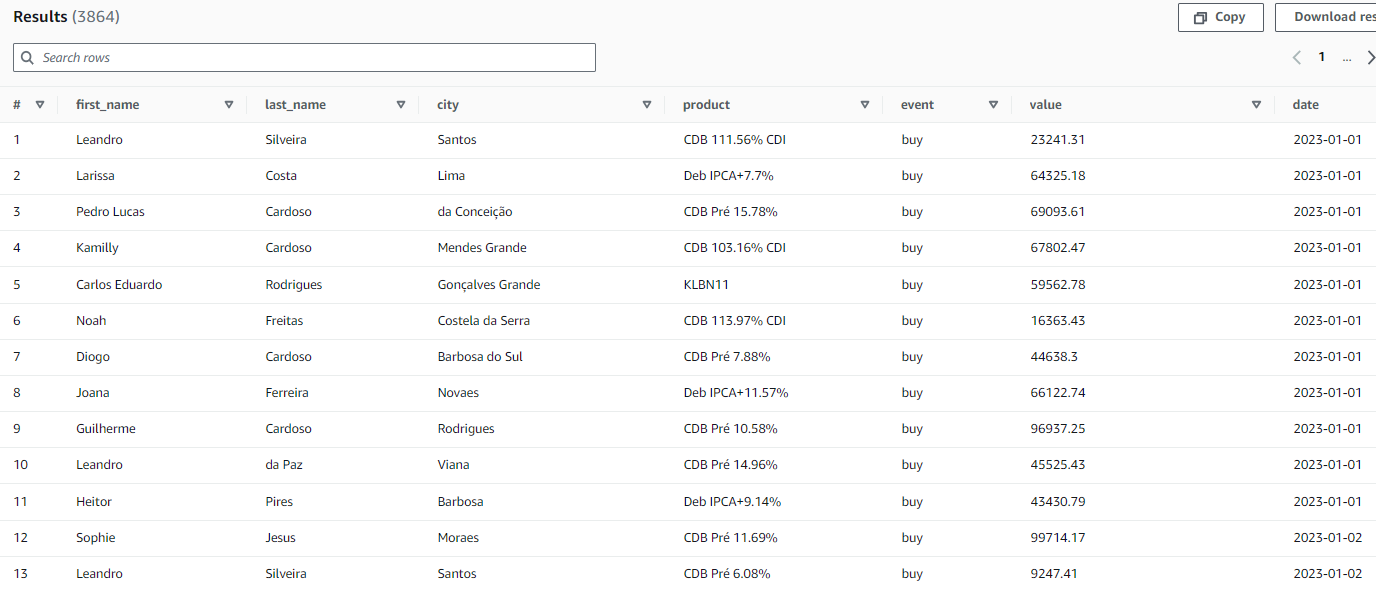 Results (3864) Copy Download res
Search rows
1 ...
# first_name last_name city product event value date
1 Leandro Silveira Santos CDB 111.56% CDI buy 23241.31 2023-01-01
2 Larissa Costa Lima Deb IPCA+7.7% buy 64325.18 2023-01-01
3 Pedro Lucas Cardoso da Conceição CDB Pré 15.78% buy 69093.61 2023-01-01
4 Kamilly Cardoso Mendes Grande CDB 103.16% CDI buy 67802.47 2023-01-01
5 Carlos Eduardo Rodrigues Gonçalves Grande KLBN11 buy 59562.78 2023-01-01
6 Noah Freitas Costela da Serra CDB 113.97% CDI buy 16363.43 2023-01-01
7 Diogo Cardoso Barbosa do Sul CDB Pré 7.88% buy 44638.3 2023-01-01
8 Joana Ferreira Novaes Deb IPCA+11.57% buy 66122.74 2023-01-01
9 Guilherme Cardoso Rodrigues CDB Pré 10.58% buy 96937.25 2023-01-01
10 Leandro da Paz Viana CDB Pré 14.96% buy 45525.43 2023-01-01
11 Heitor Pires Barbosa Deb IPCA+9.14% buy 43430.79 2023-01-01
12 Sophie Jesus Moraes CDB Pré 11.69% buy 99714.17 2023-01-02
13 Leandro Silveira Santos CDB Pré 6.08% buy 9247.41 2023-01-02